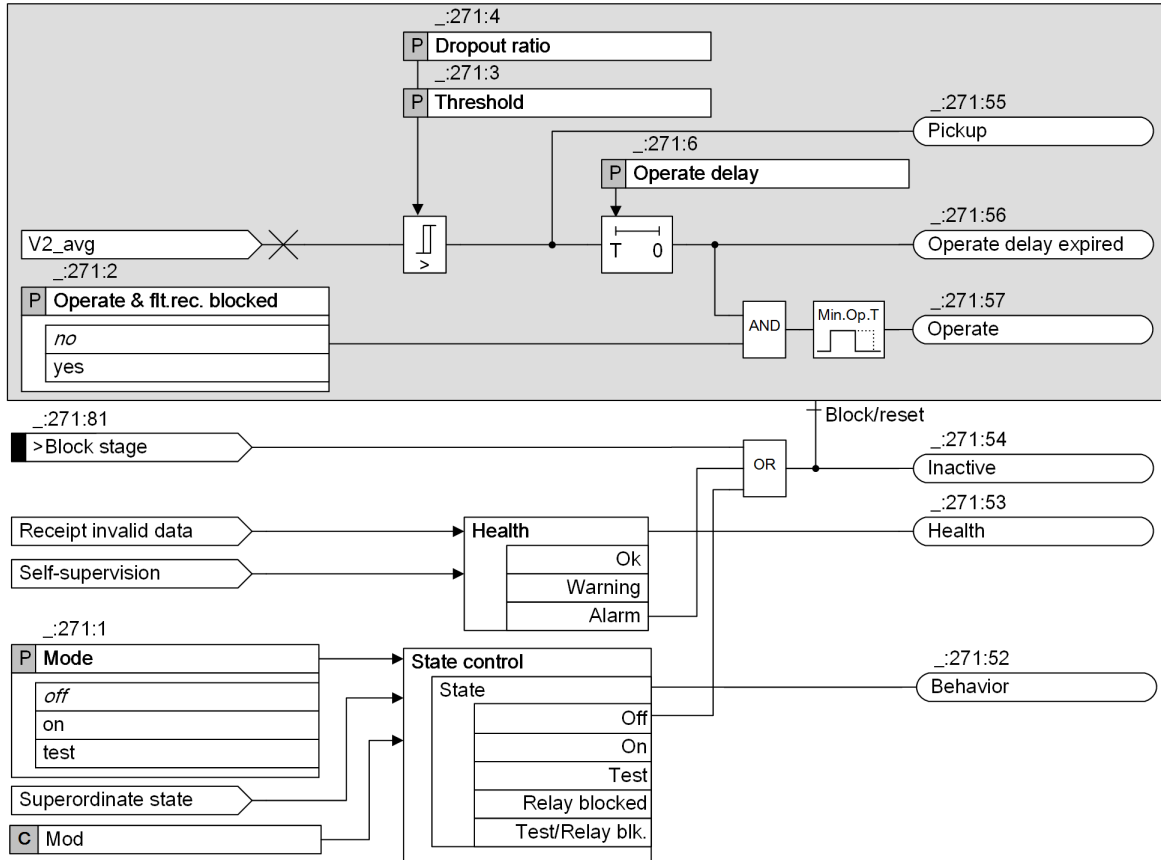 _:271:4
P Dropout ratio
_:271:3
P Threshold
_:271:55
Pickup
_:271:6
P Operate delay
_:271:56
V2_avg
>
T 0
Operate delay expired
_:271:2
P Operate & flt.rec. blocked
no
yes
_:271:57
AND
Min.Op.T
Operate
_:271:81
>Block stage
Block/reset
OR
_:271:54
Inactive
_:271:53
Receipt invalid data
Health
Health
Self-supervision
Ok
Warning
Alarm
_:271:1
P Mode
off
on
test
State control
State
Off
On
Test
Relay blocked
Test/Relay blk.
_:271:52
Behavior
Superordinate state
C Mod